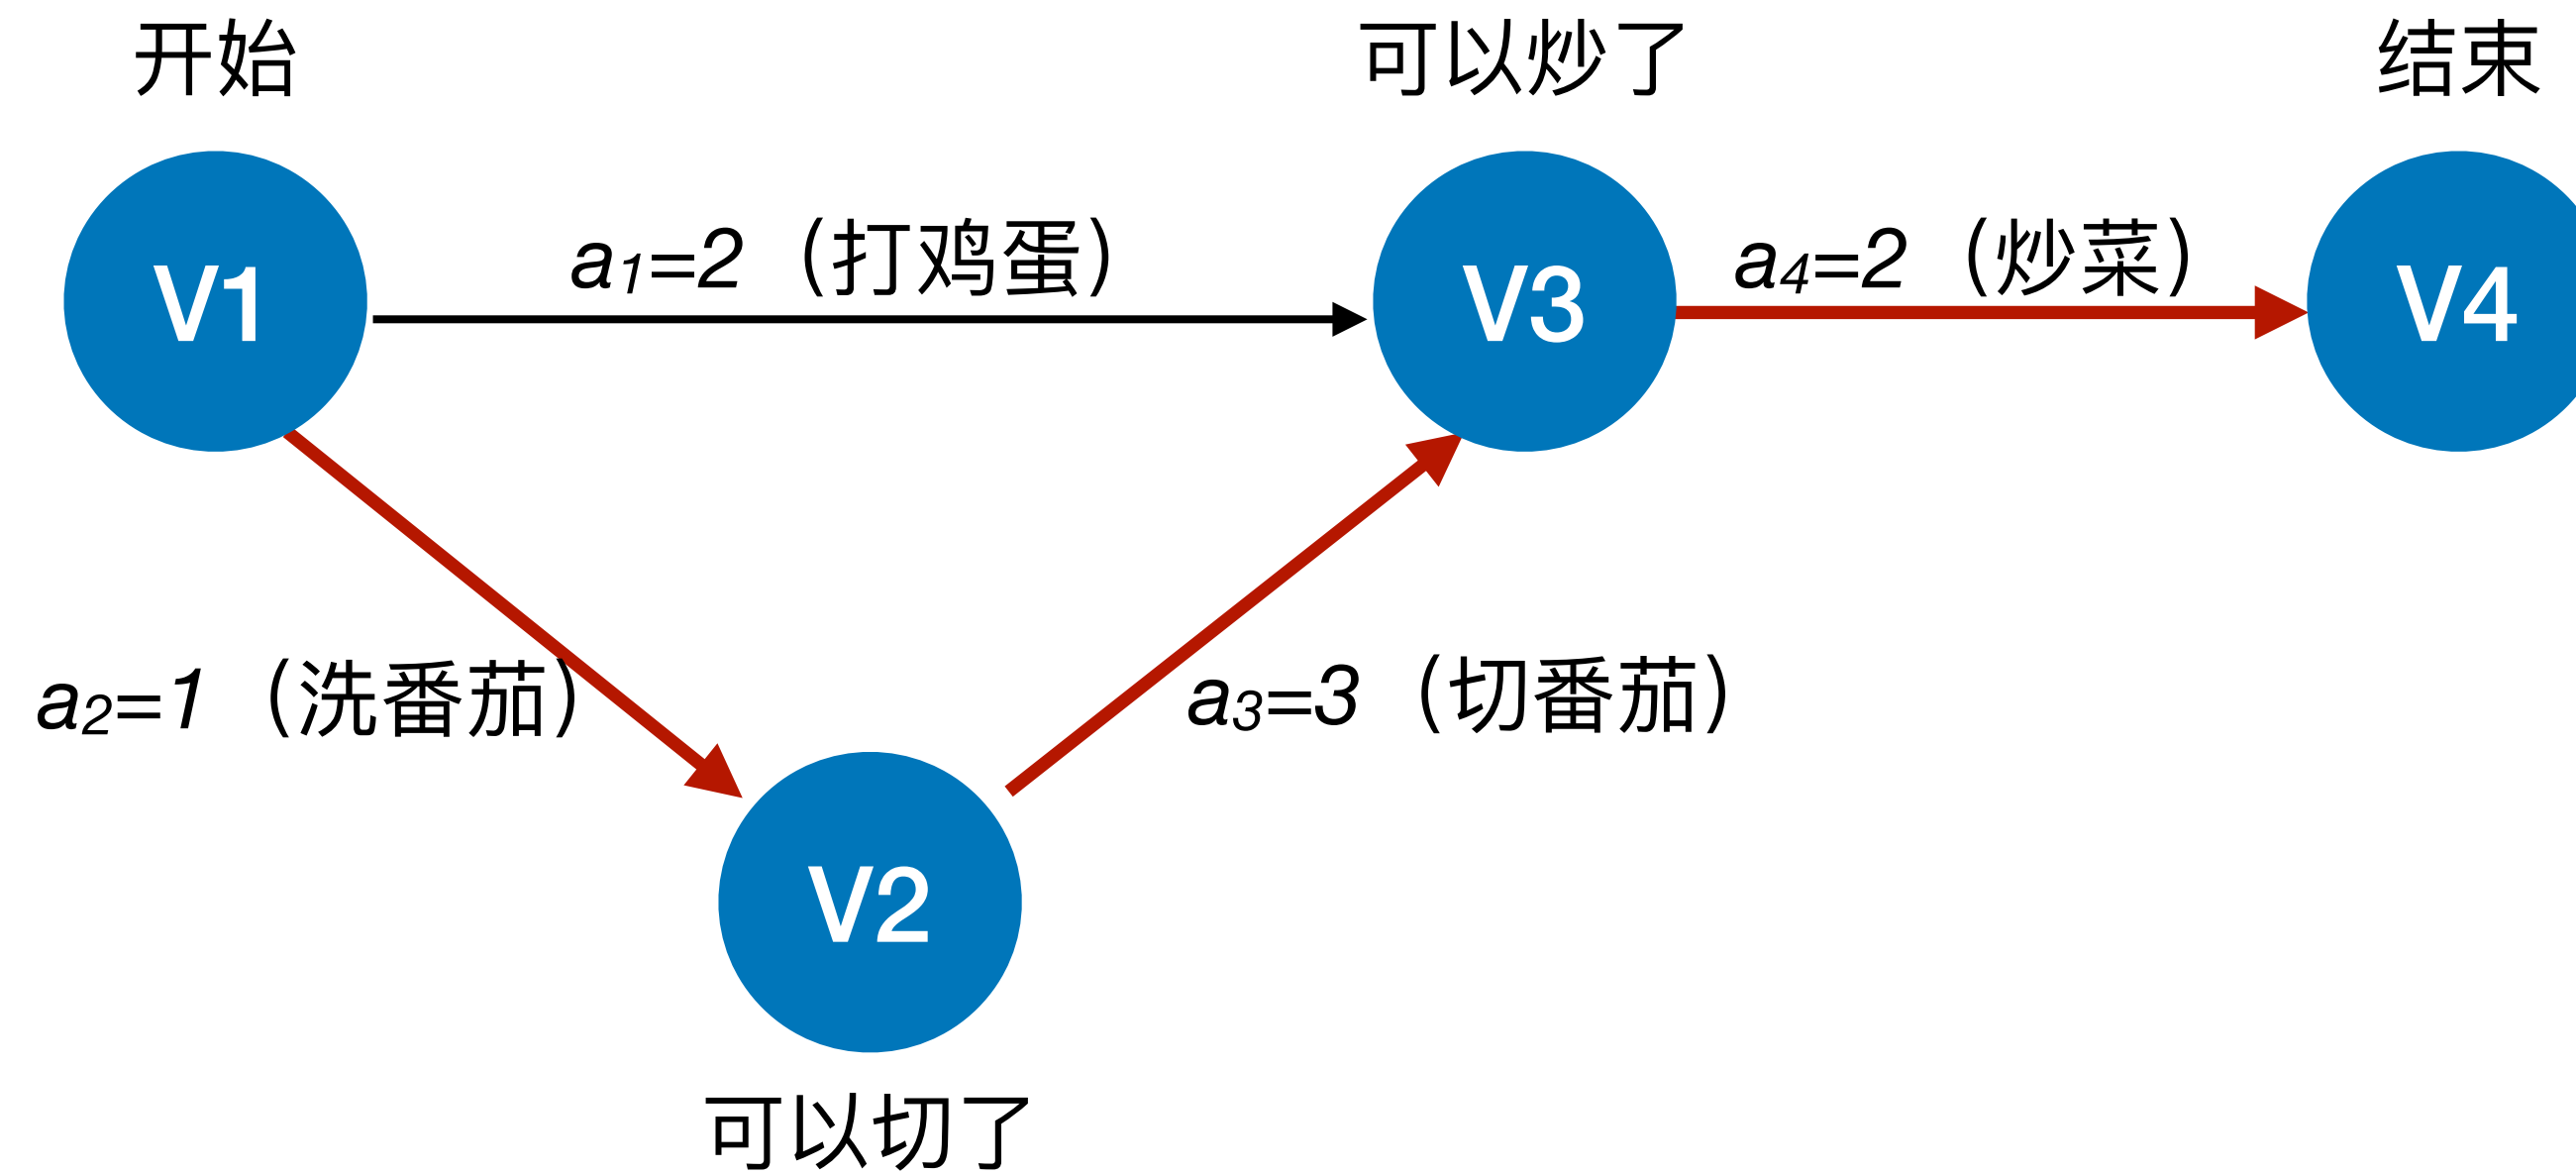 开始
可以炒了
结束
V1
a₁=2（打鸡蛋）
V3
a₄=2（炒菜）
V4
a₂=1（洗番茄）
a₃=3（切番茄）
V2
可以切了